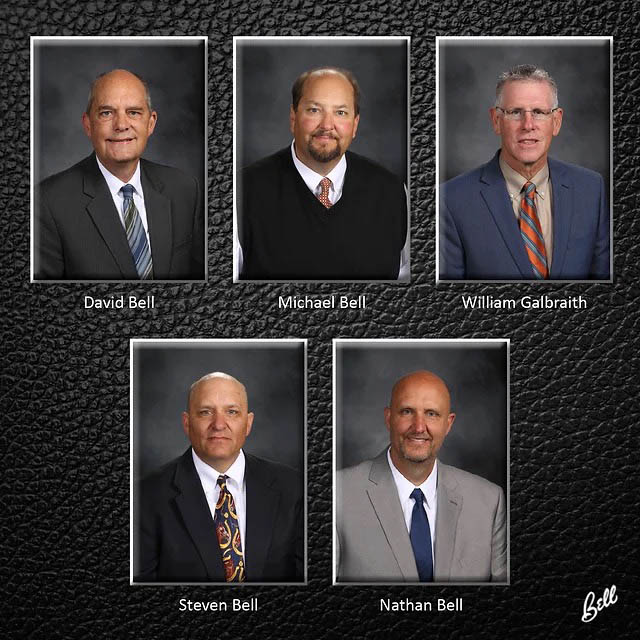 David Bell
Michael Bell
William Galbraith
Steven Bell
Nathan Bell
Bell